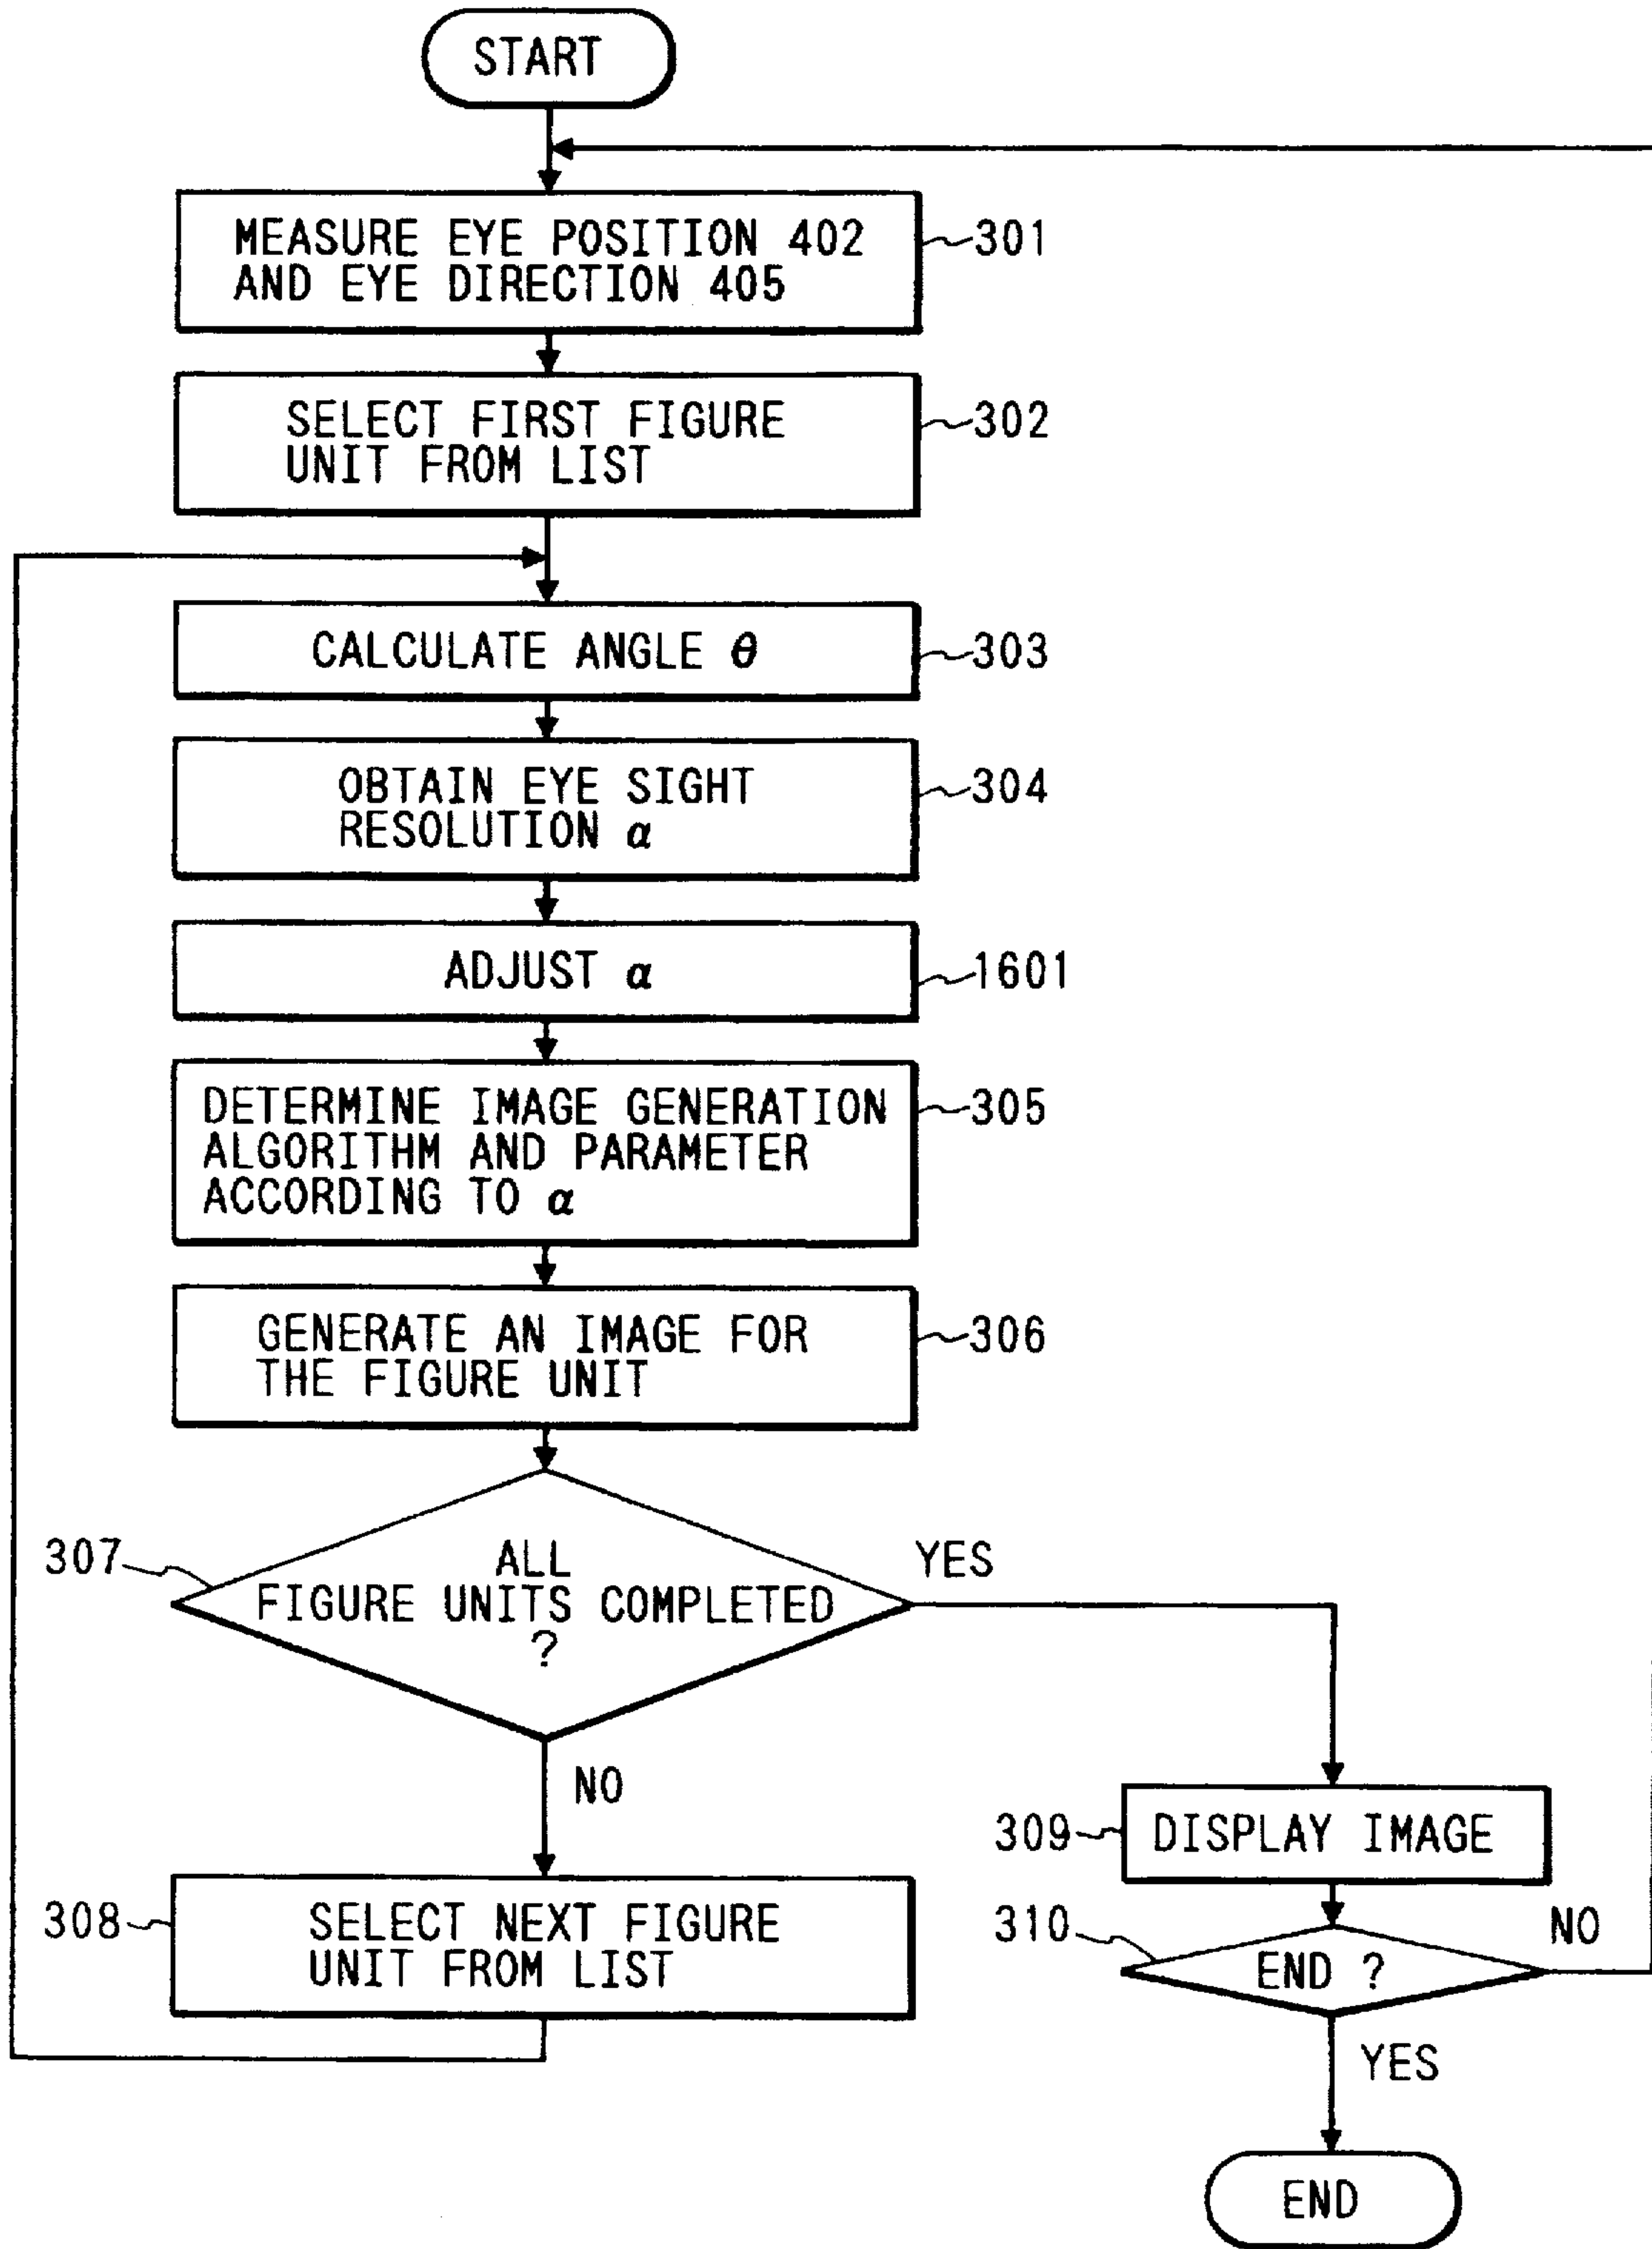 START
MEASURE EYE POSITION 402
AND EYE DIRECTION 405
301
SELECT FIRST FIGURE
UNIT FROM LIST
302
CALCULATE ANGLE θ
303
OBTAIN EYE SIGHT
RESOLUTION α
304
ADJUST α
1601
DETERMINE IMAGE GENERATION
ALGORITHM AND PARAMETER
ACCORDING TO α
305
GENERATE AN IMAGE FOR
THE FIGURE UNIT
306
307
ALL
FIGURE UNITS COMPLETED
?
YES
NO
309
DISPLAY IMAGE
308
SELECT NEXT FIGURE
UNIT FROM LIST
310
END ?
NO
YES
END